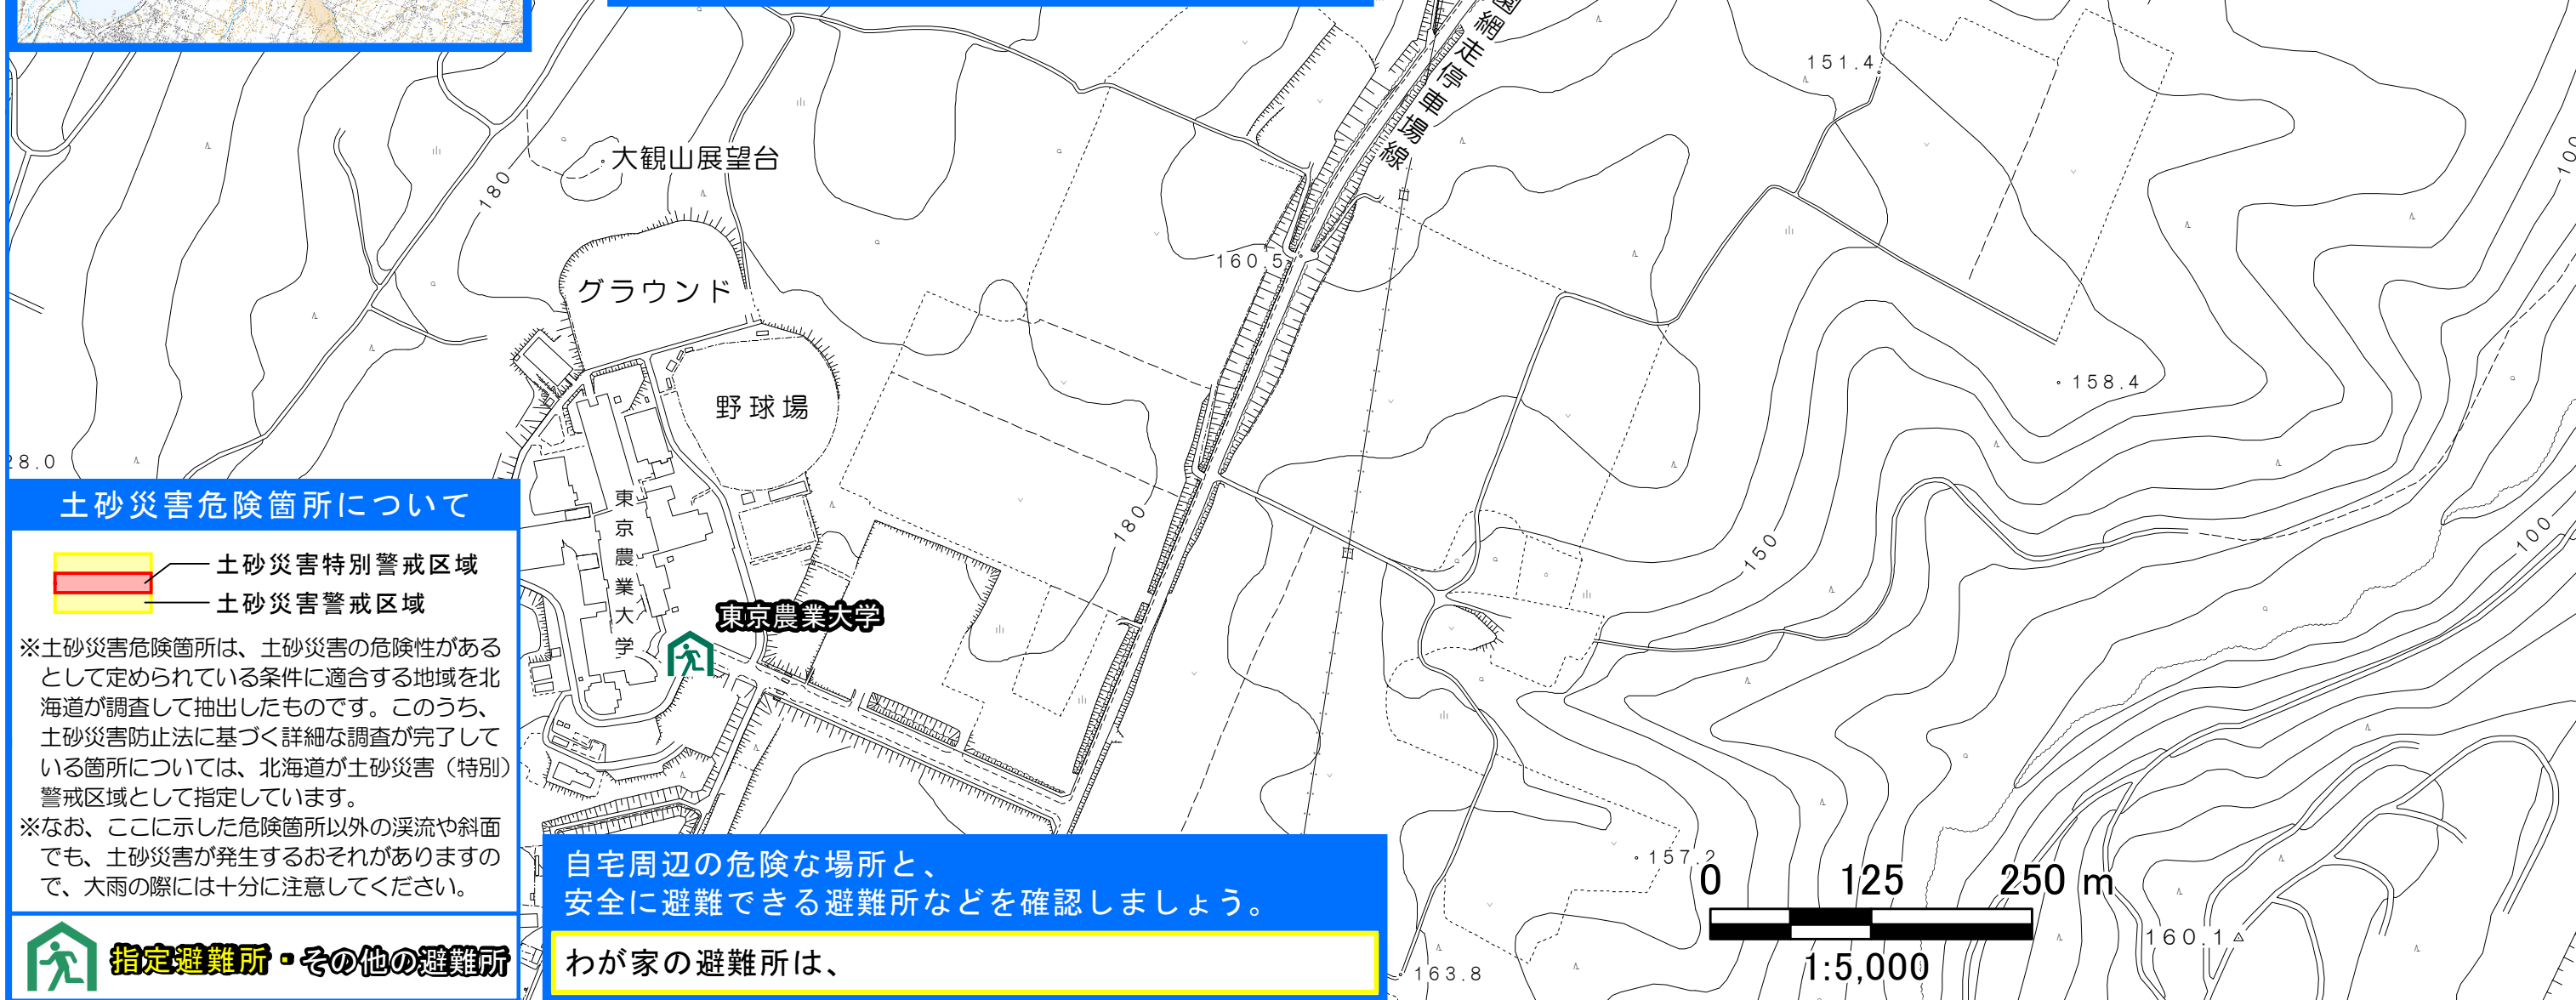 園網走停車場線
151.4
大観山展望台
180
100
160.5
グラウンド
158.4
野球場
28.0
土砂災害危険箇所について
東京農業大学
180
150
100
土砂災害特別警戒区域
土砂災害警戒区域
東京農業大学
※土砂災害危険箇所は、土砂災害の危険性がある
として定められている条件に適合する地域を北
海道が調査して抽出したものです。このうち、
土砂災害防止法に基づく詳細な調査が完了して
いる箇所については、北海道が土砂災害（特別）
警戒区域として指定しています。
※なお、ここに示した危険箇所以外の渓流や斜面
でも、土砂災害が発生するおそれがありますの
で、大雨の際には十分に注意してください。
指定避難所・その他の避難所
自宅周辺の危険な場所と、
安全に避難できる避難所などを確認しましょう。
わが家の避難所は、
157.2
0 125 250 m
1:5,000
160.1
163.8